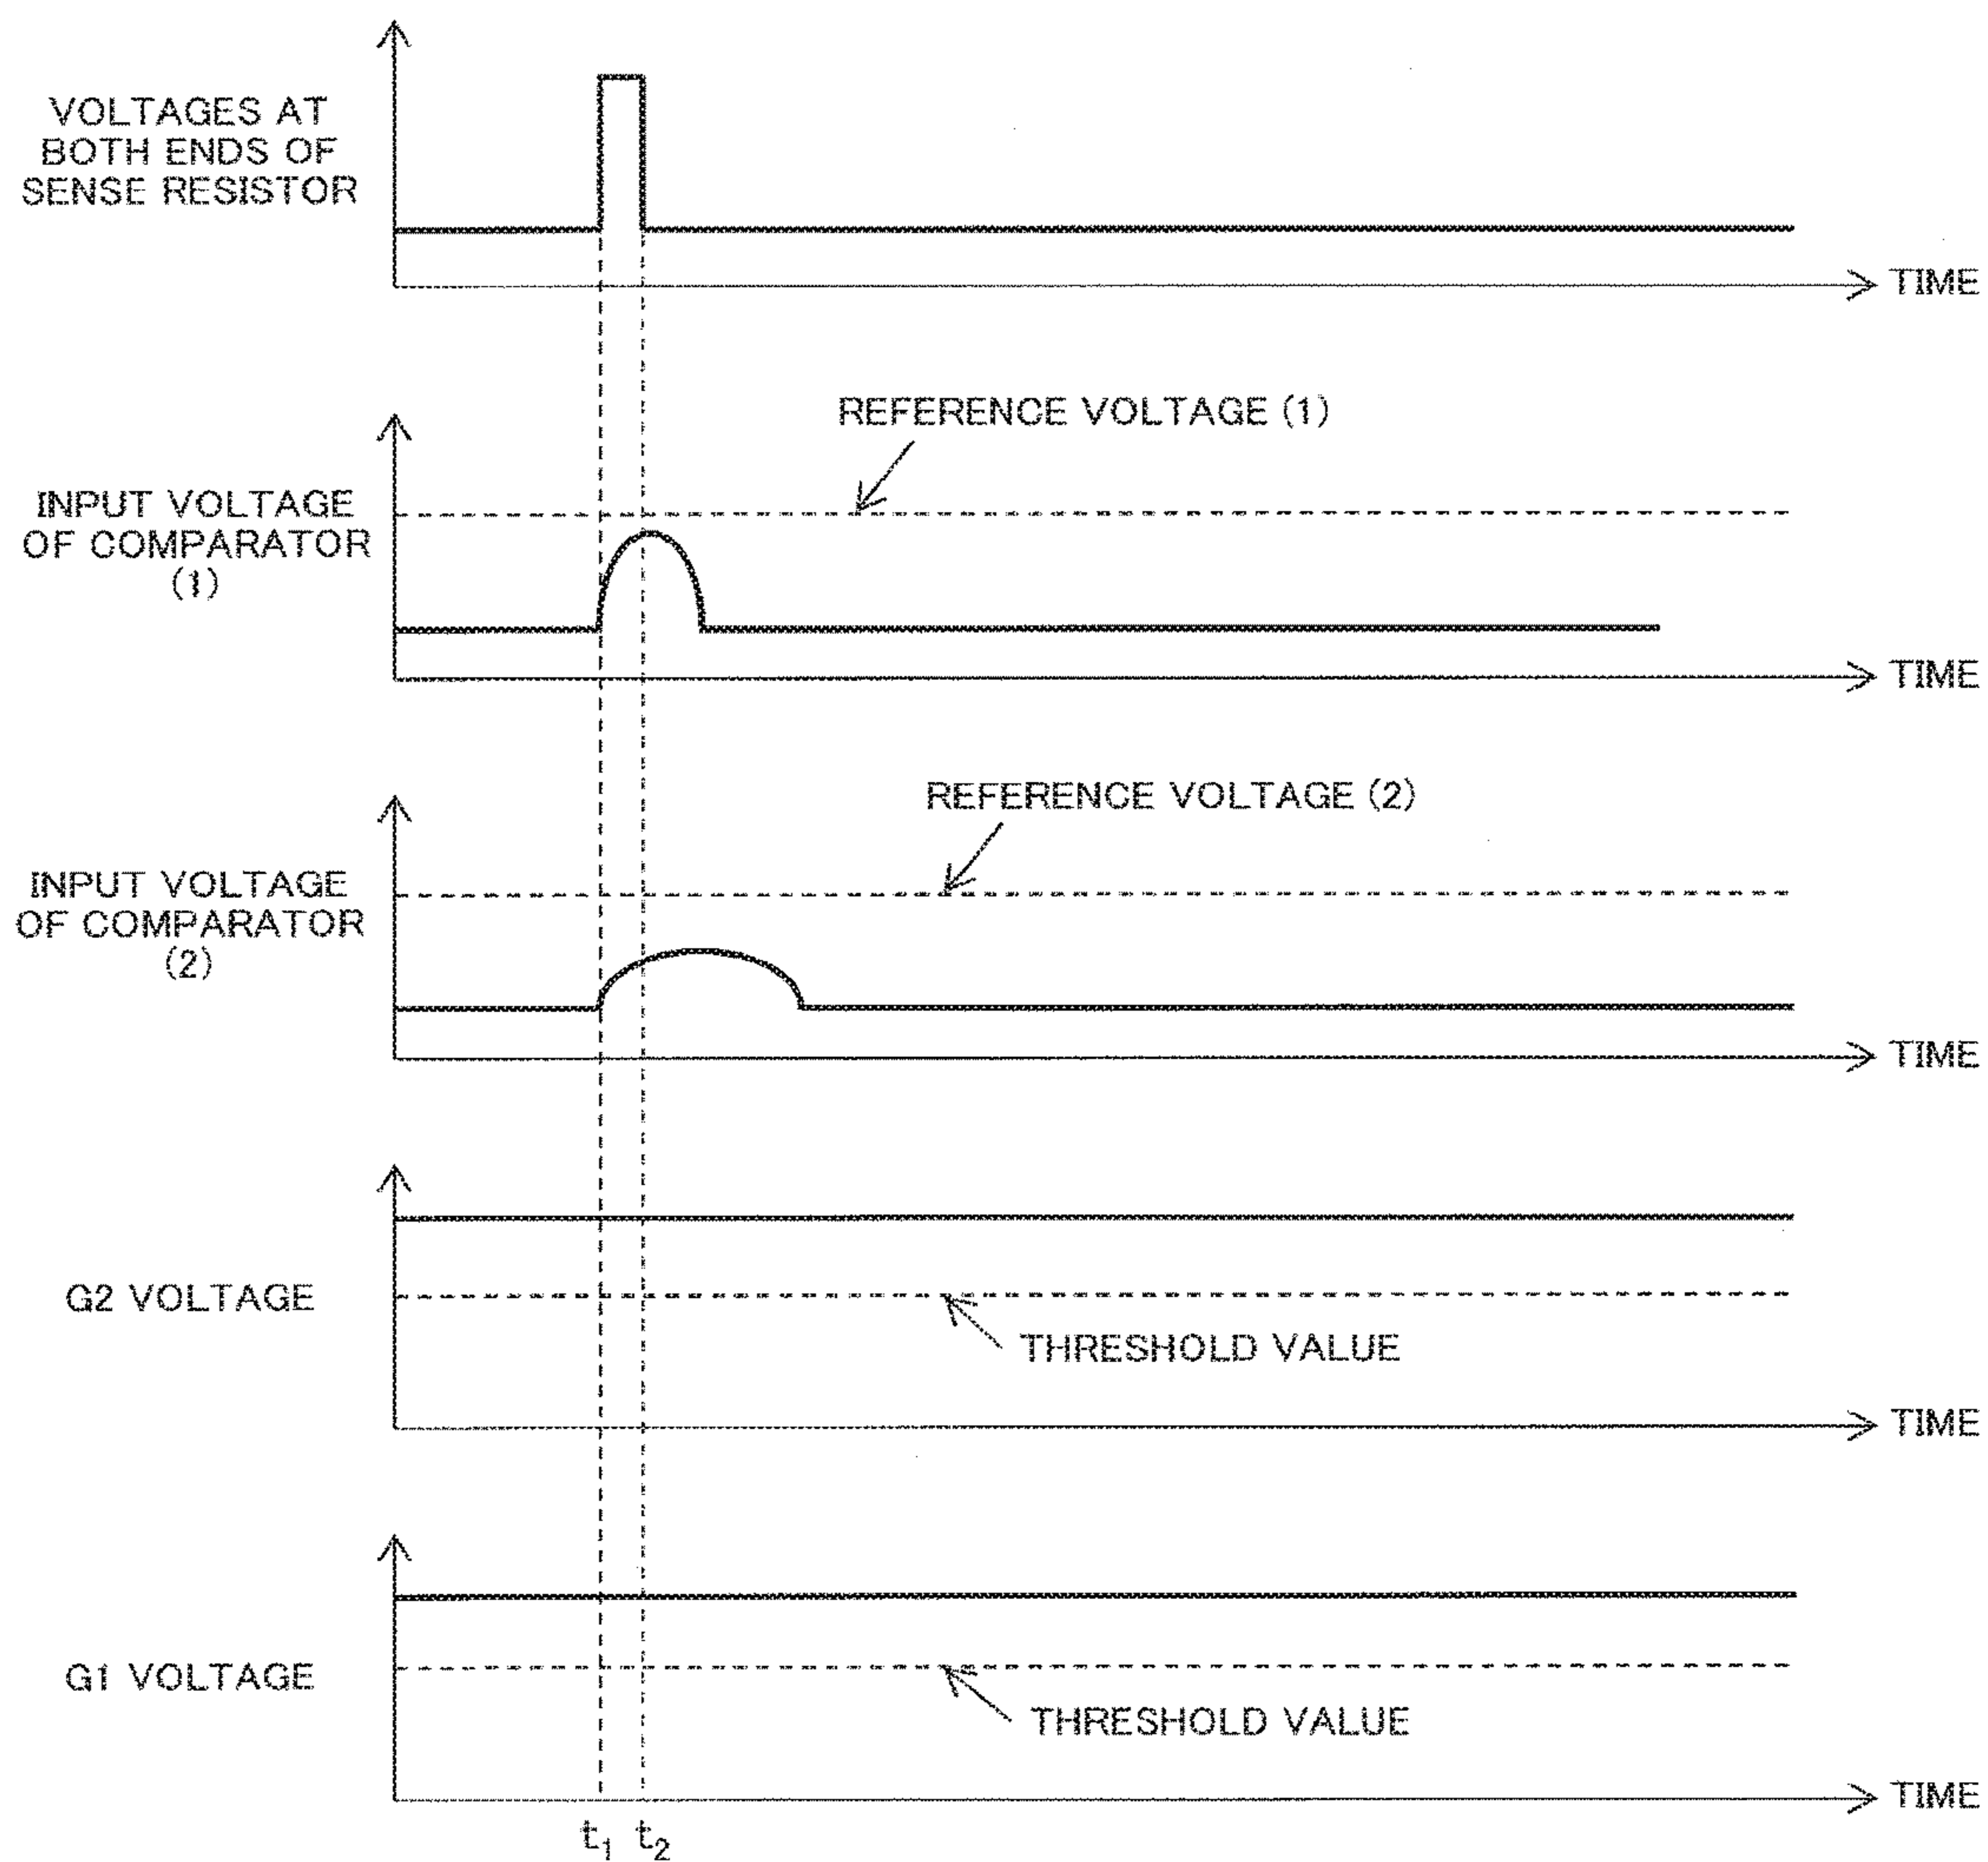 VOLTAGES AT
BOTH ENDS OF
SENSE RESISTOR
TIME
REFERENCE VOLTAGE (1)
INPUT VOLTAGE
OF COMPARATOR
(1)
TIME
REFERENCE VOLTAGE (2)
INPUT VOLTAGE
OF COMPARATOR
(2)
TIME
G2 VOLTAGE
THRESHOLD VALUE
TIME
G1 VOLTAGE
THRESHOLD VALUE
TIME
t1 t2